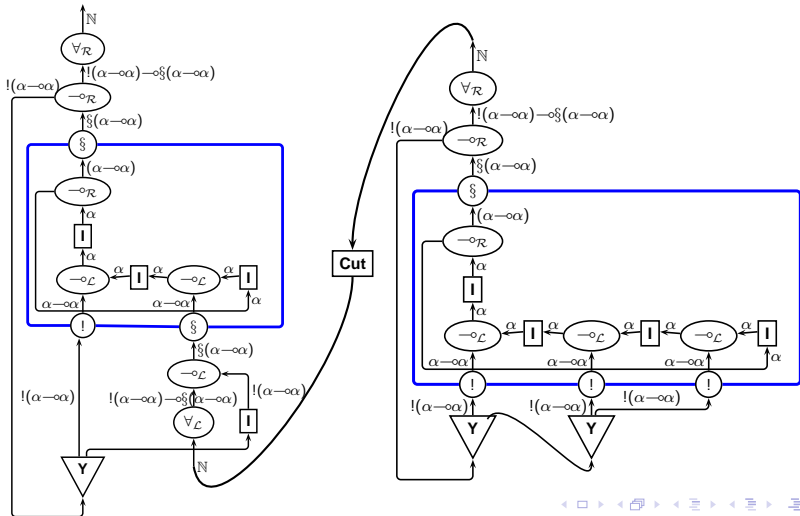 ℕ
∀ℛ
!(α⊸α)⊸§(α⊸α)
!(α⊸α)
⊸ℛ
§(α⊸α)
§
(α⊸α)
⊸ℛ
α
I
α
⊸ℒ α I α ⊸ℒ α I
α⊸α α⊸α α
! §
§(α⊸α)
⊸ℒ
!(α⊸α) !(α⊸α)⊸§(α⊸α) !(α⊸α)
∀ℒ I
Y ℕ
Cut
ℕ
∀ℛ
!(α⊸α)⊸§(α⊸α)
!(α⊸α)
⊸ℛ
§(α⊸α)
§
(α⊸α)
⊸ℛ
α
I
α
⊸ℒ α I α ⊸ℒ α I α ⊸ℒ α I
α⊸α α⊸α α⊸α α
! ! !
!(α⊸α) !(α⊸α) !(α⊸α)
Y Y